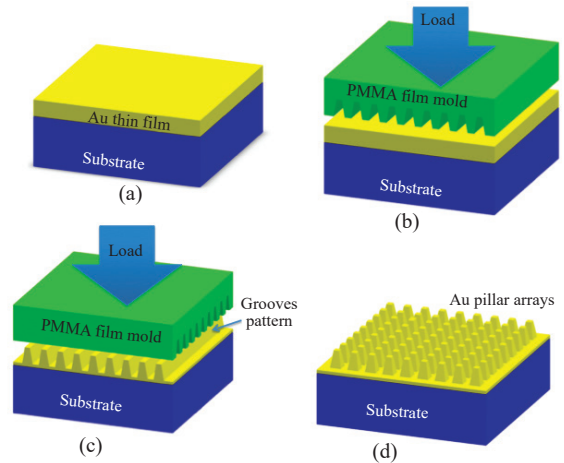 Au thin film
Substrate
(a)
Load
PMMA film mold
Substrate
(b)
Load
Grooves
pattern
PMMA film mold
Substrate
(c)
Au pillar arrays
Substrate
(d)